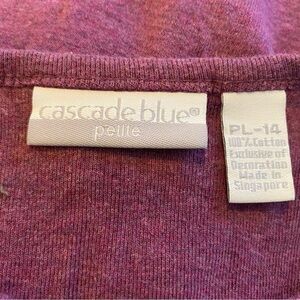 cascade blue®
petite
PL-14
100% Cotton
Exclusive of
Decoration
Made in
Singapore